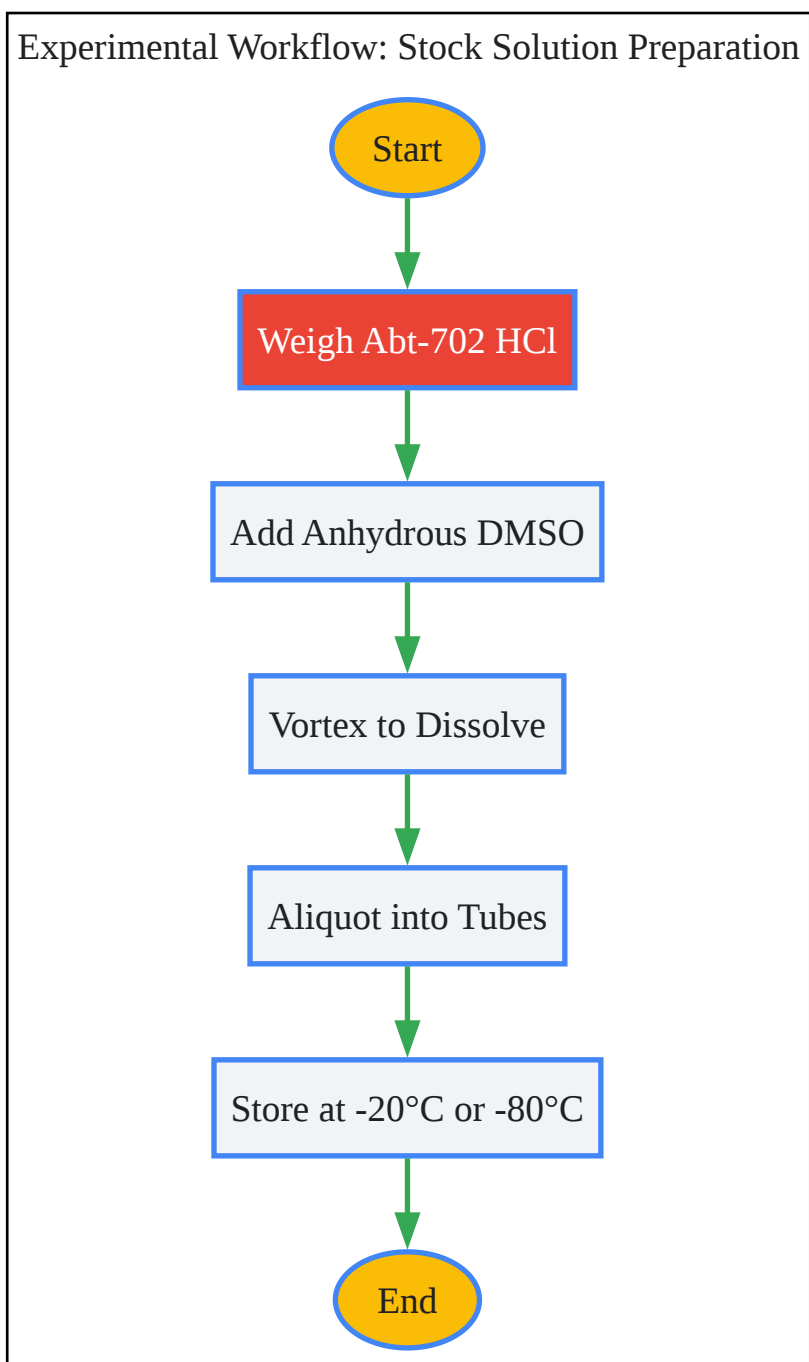 Experimental Workflow: Stock Solution Preparation
Start
Weigh Abt-702 HCl
Add Anhydrous DMSO
Vortex to Dissolve
Aliquot into Tubes
Store at -20°C or -80°C
End